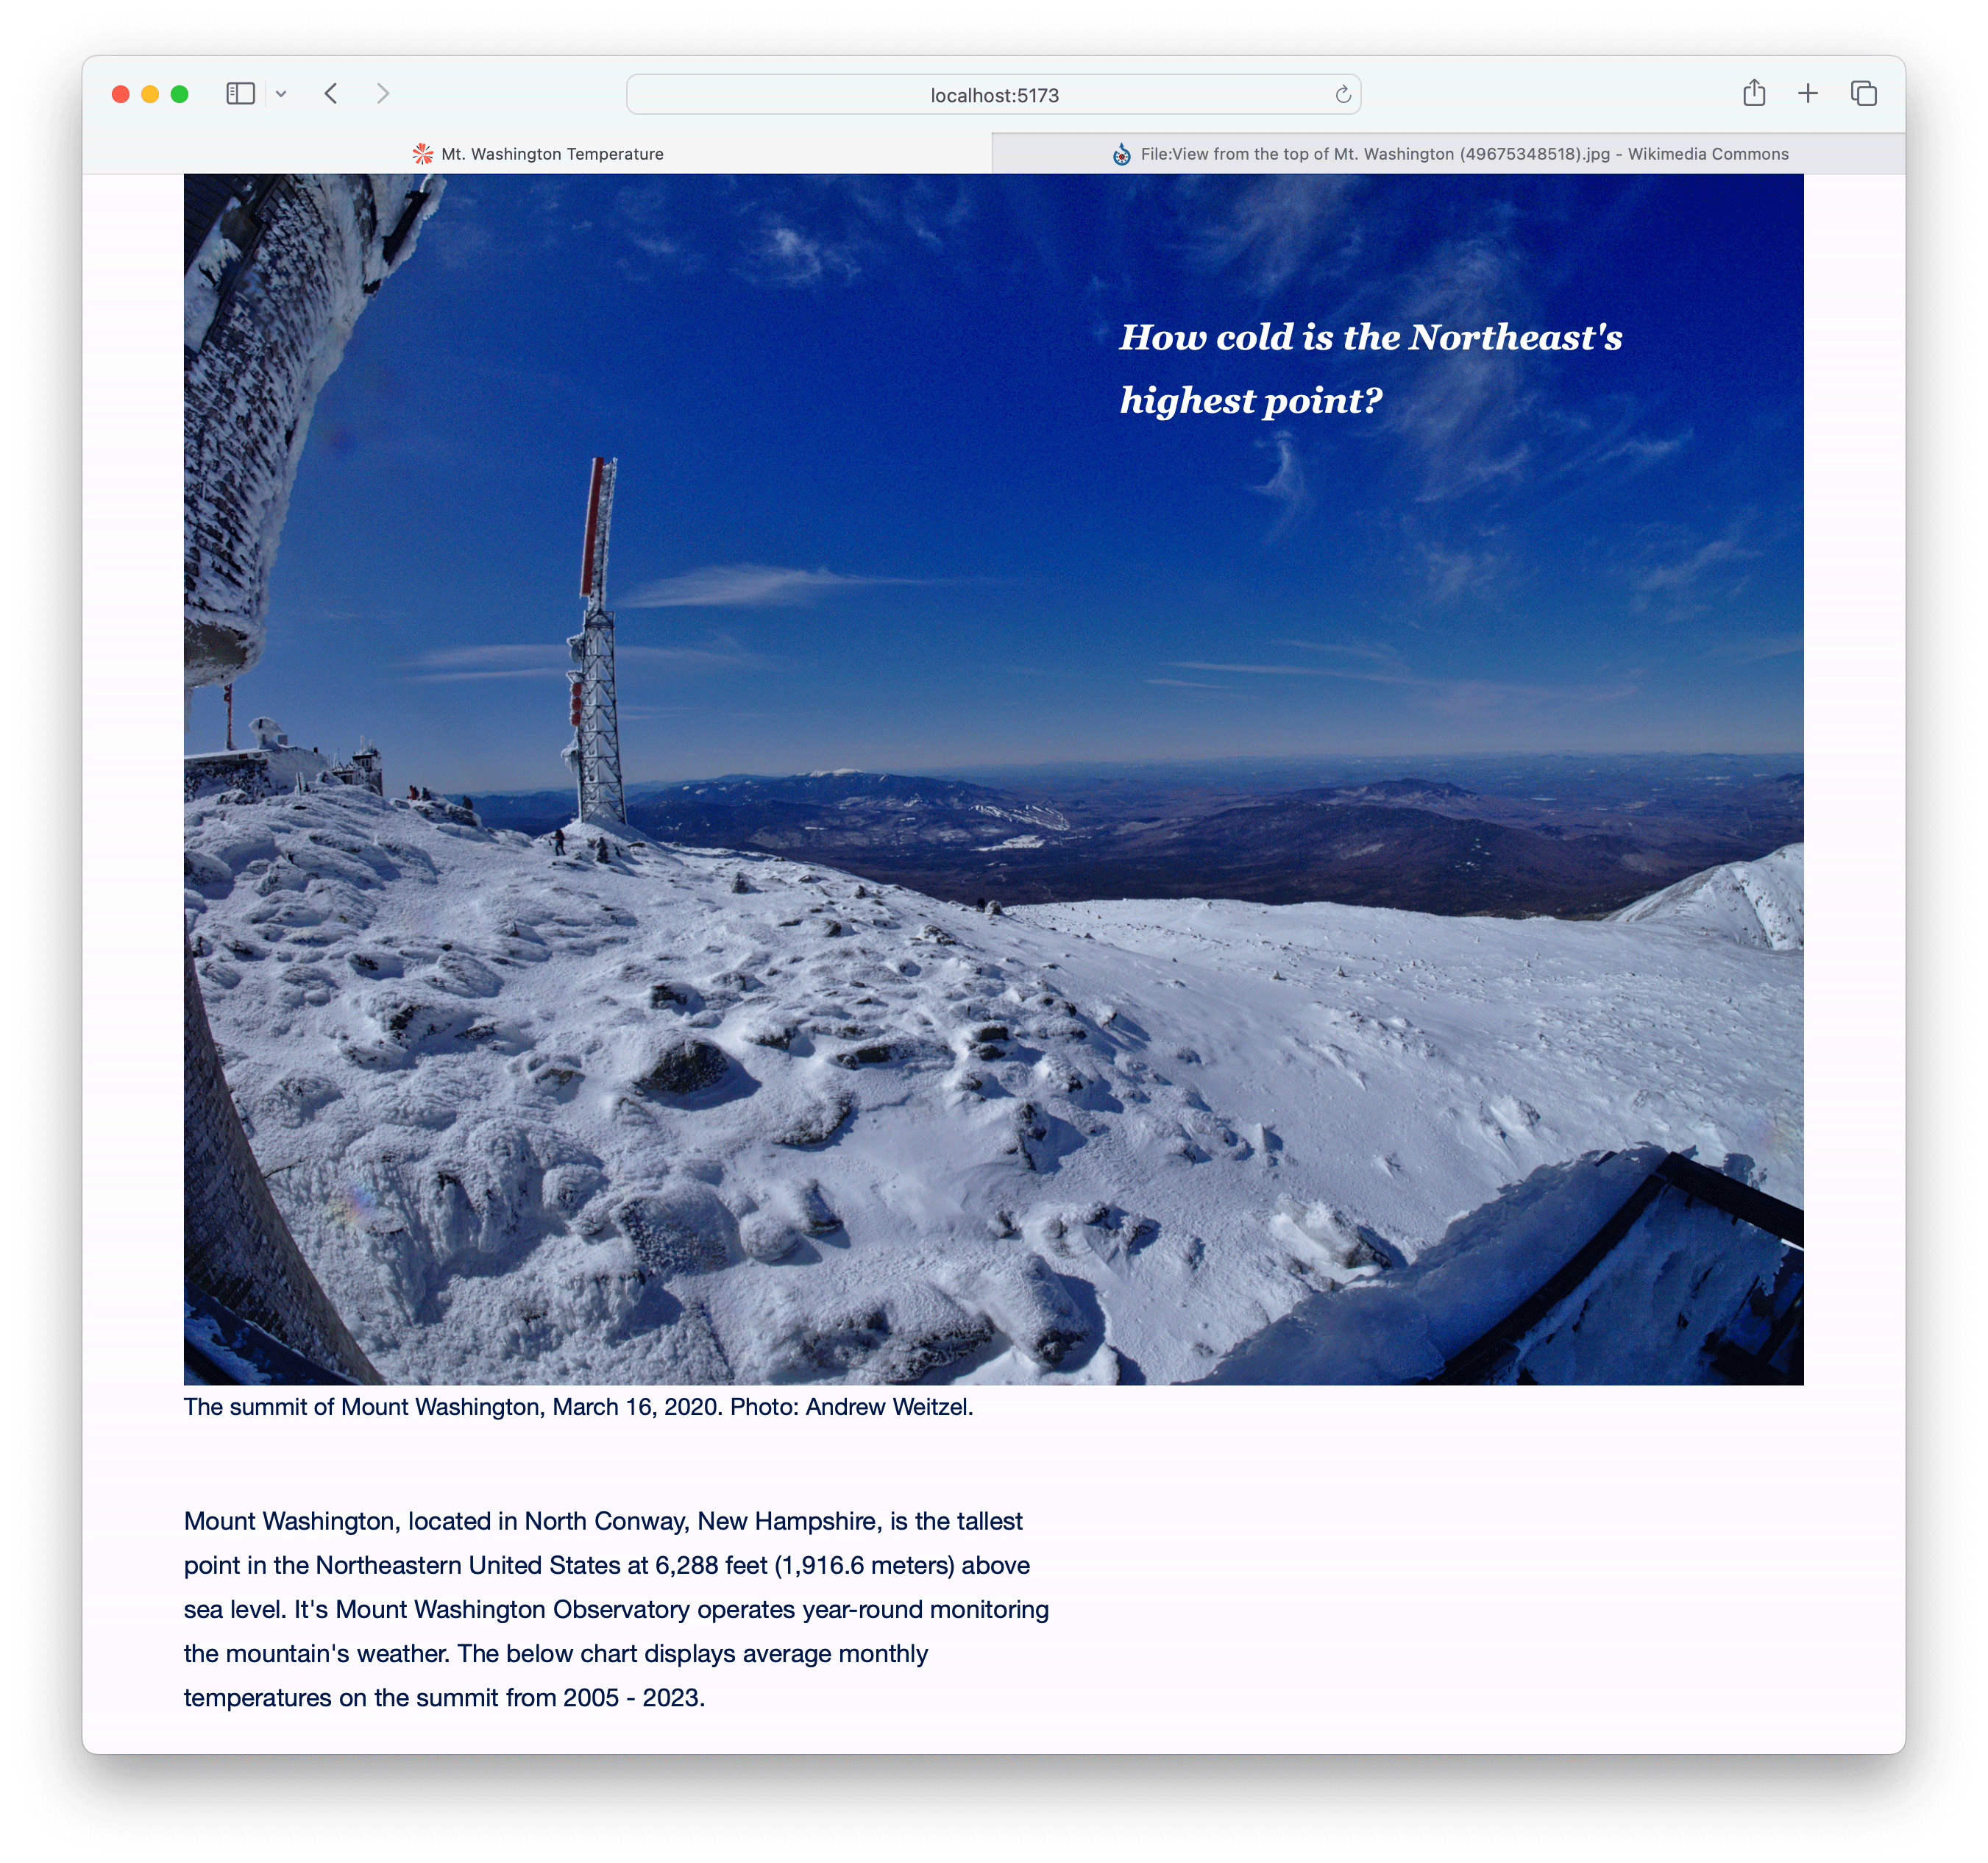 localhost:5173
Mt. Washington Temperature
File:View from the top of Mt. Washington (49675348518).jpg - Wikimedia Commons
How cold is the Northeast's
highest point?
The summit of Mount Washington, March 16, 2020. Photo: Andrew Weitzel.
Mount Washington, located in North Conway, New Hampshire, is the tallest
point in the Northeastern United States at 6,288 feet (1,916.6 meters) above
sea level. It's Mount Washington Observatory operates year-round monitoring
the mountain's weather. The below chart displays average monthly
temperatures on the summit from 2005 - 2023.